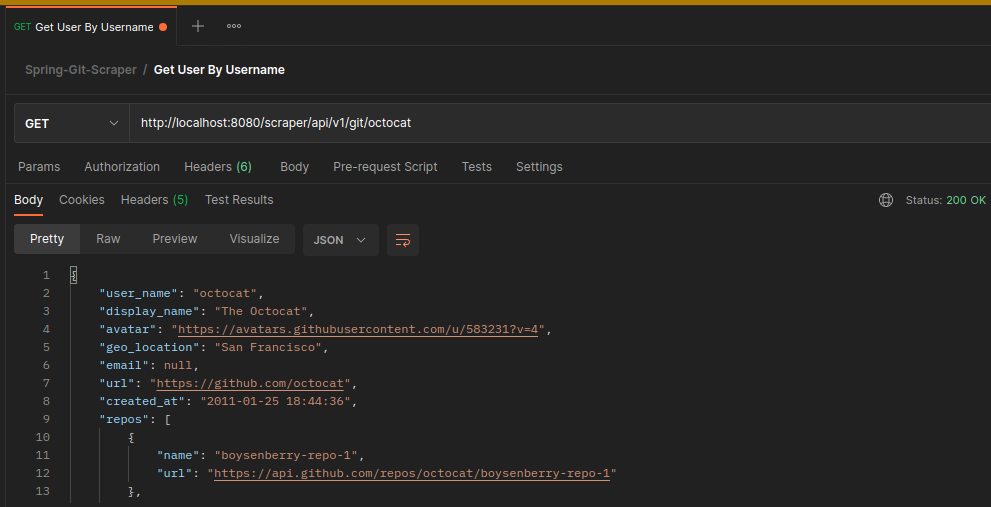 GET Get User By Username
Spring-Git-Scraper / Get User By Username
GET http://localhost:8080/scraper/api/v1/git/octocat
Params Authorization Headers (6) Body Pre-request Script Tests Settings
Body Cookies Headers (5) Test Results Status: 200 OK
Pretty Raw Preview Visualize JSON
1 {
2 "user_name": "octocat",
3 "display_name": "The Octocat",
4 "avatar": "https://avatars.githubusercontent.com/u/583231?v=4",
5 "geo_location": "San Francisco",
6 "email": null,
7 "url": "https://github.com/octocat",
8 "created_at": "2011-01-25 18:44:36",
9 "repos": [
10 {
11 "name": "boysenberry-repo-1",
12 "url": "https://api.github.com/repos/octocat/boysenberry-repo-1"
13 },